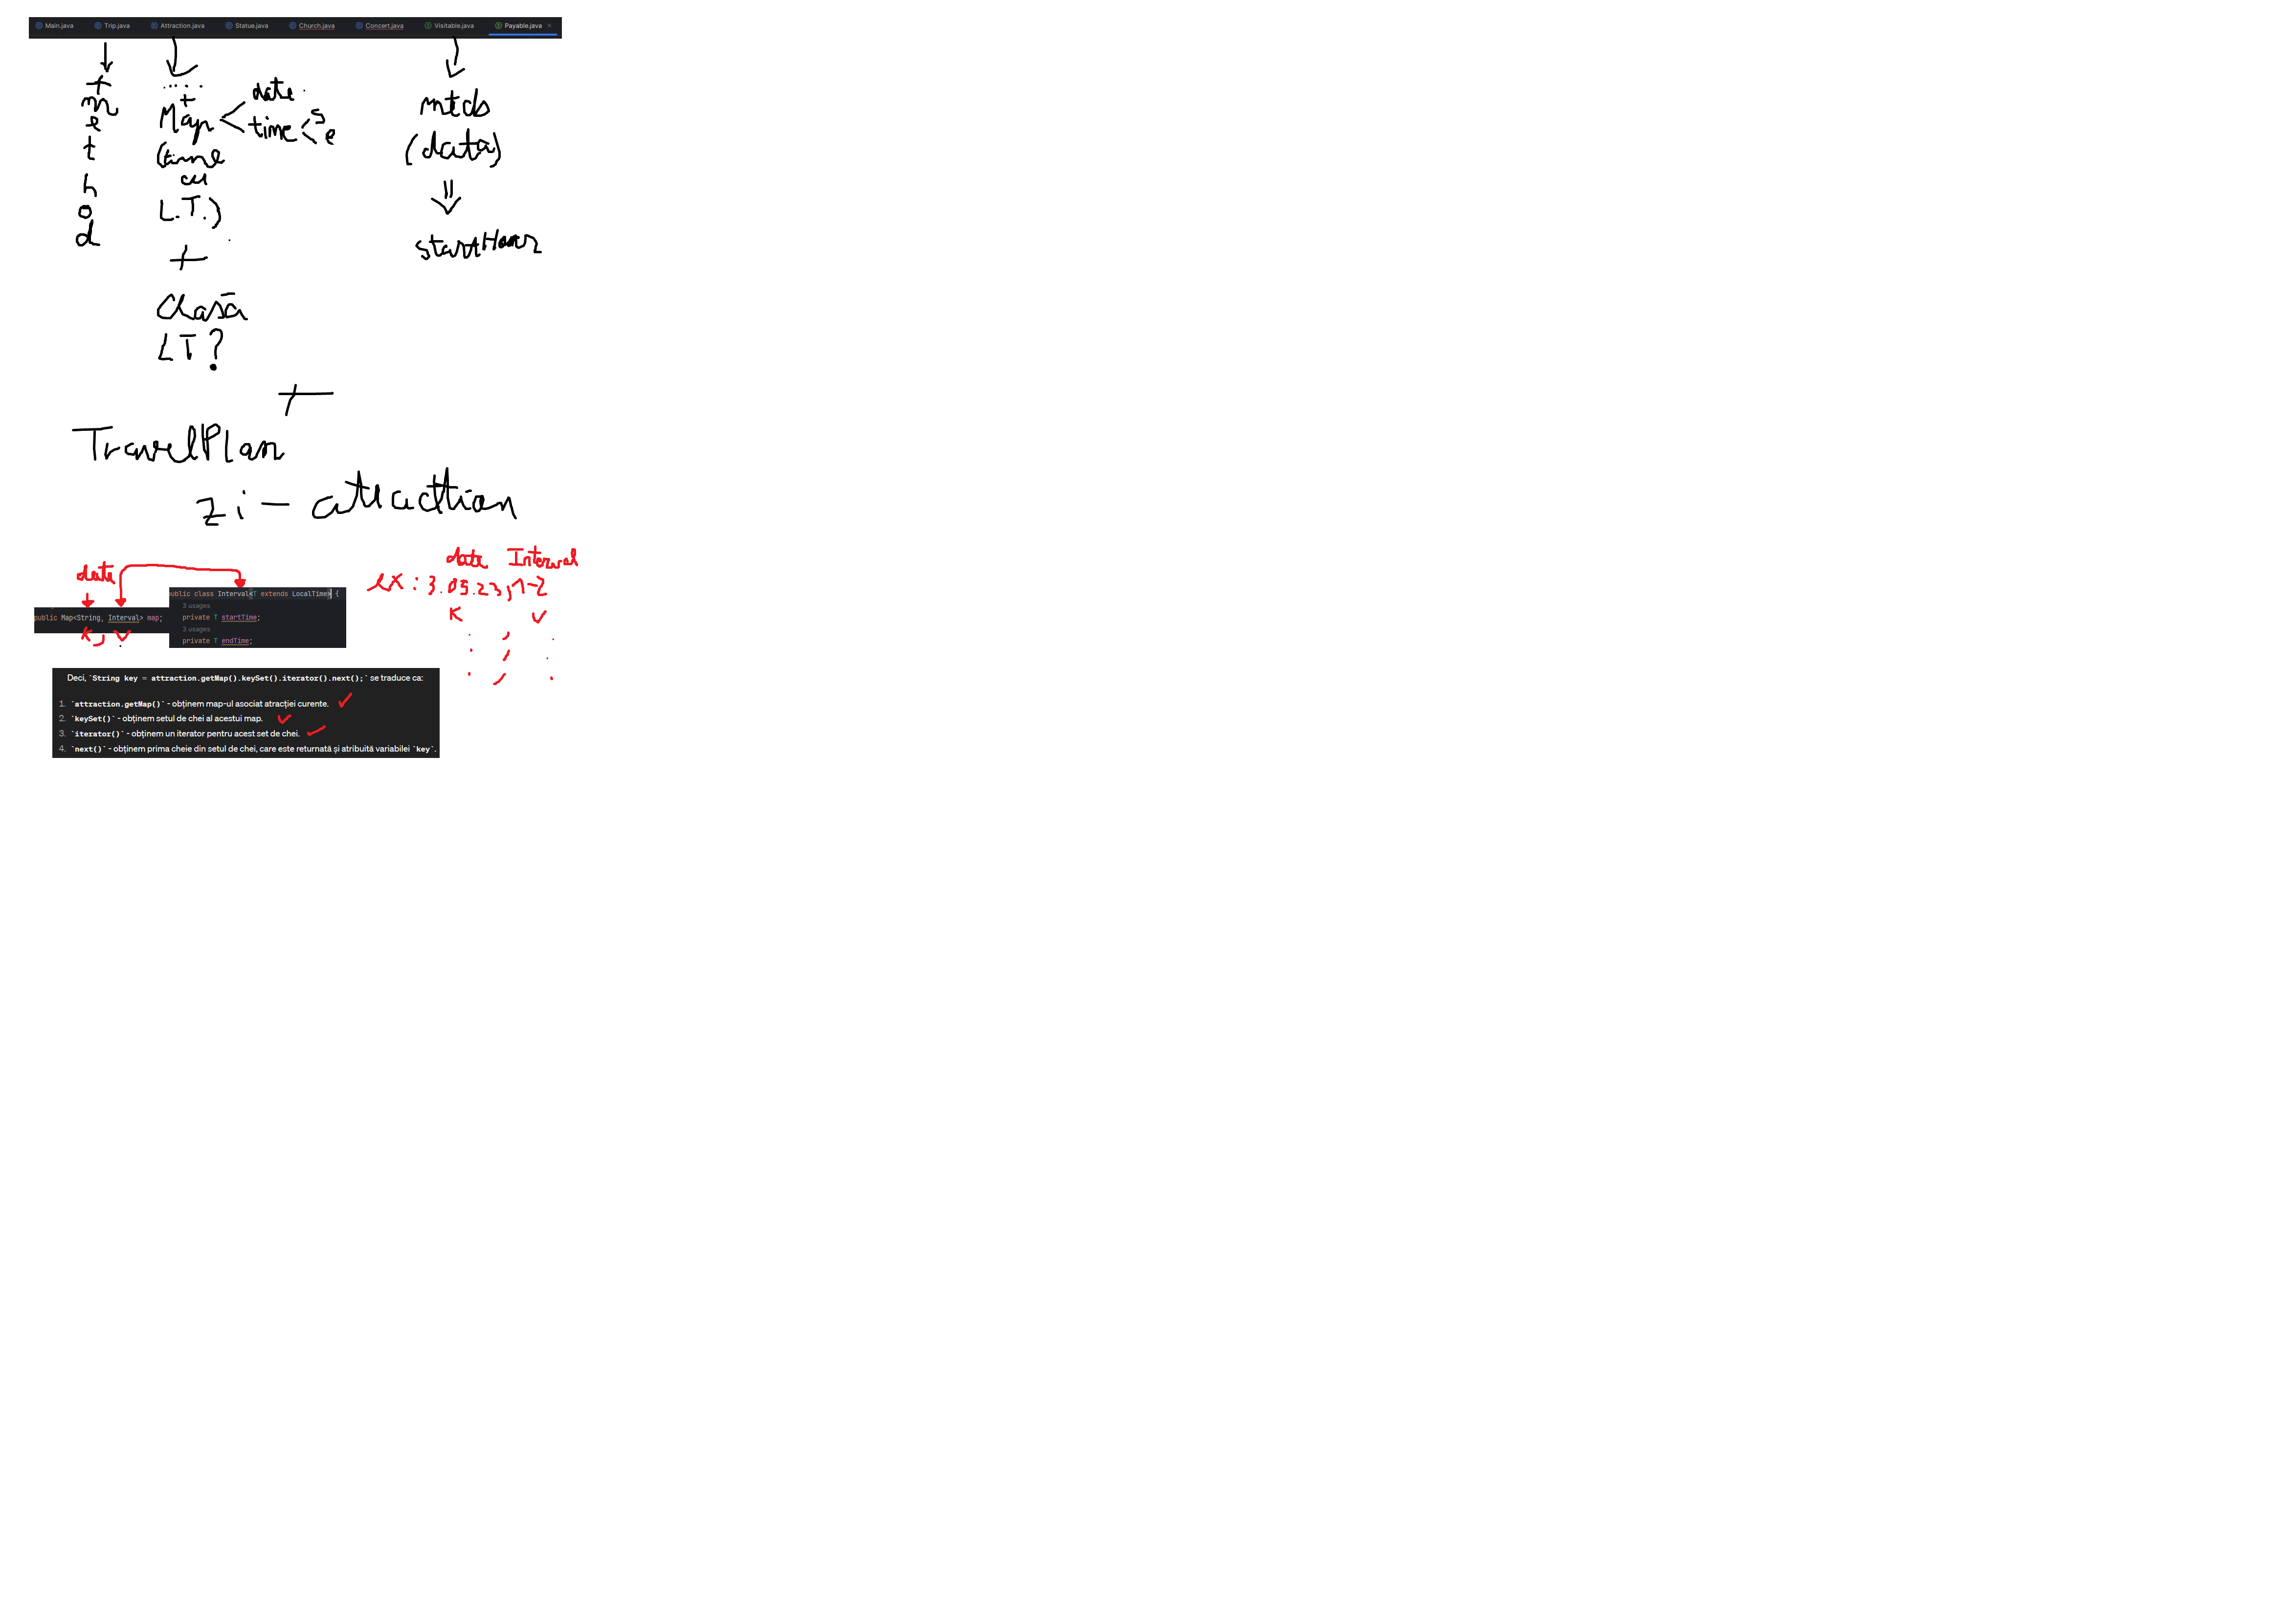 Main.java Trip.java Attraction.java Statue.java Church.java Concert.java Visitable.java Payable.java ×
+
m
e
t
h
o
d
.....
+
Map < date
time < s e
(time
cu
L.T.)
+
Clasă
LT?
mtds
(data)
⇓
startHour
+
TravelPlan
zi - attraction
date
public Map<String, Interval> map;
K , V
public class Interval<T extends LocalTime> {
3 usages
private T startTime;
3 usages
private T endTime;
date Interval
ex: 3.05.23, 1-2
K V
. , .
. , .
. , .
Deci, `String key = attraction.getMap().keySet().iterator().next();` se traduce ca:
1. `attraction.getMap()` - obținem map-ul asociat atracției curente. ✓
2. `keySet()` - obținem setul de chei al acestui map. ✓
3. `iterator()` - obținem un iterator pentru acest set de chei. ✓
4. `next()` - obținem prima cheie din setul de chei, care este returnată și atribuită variabilei `key`.